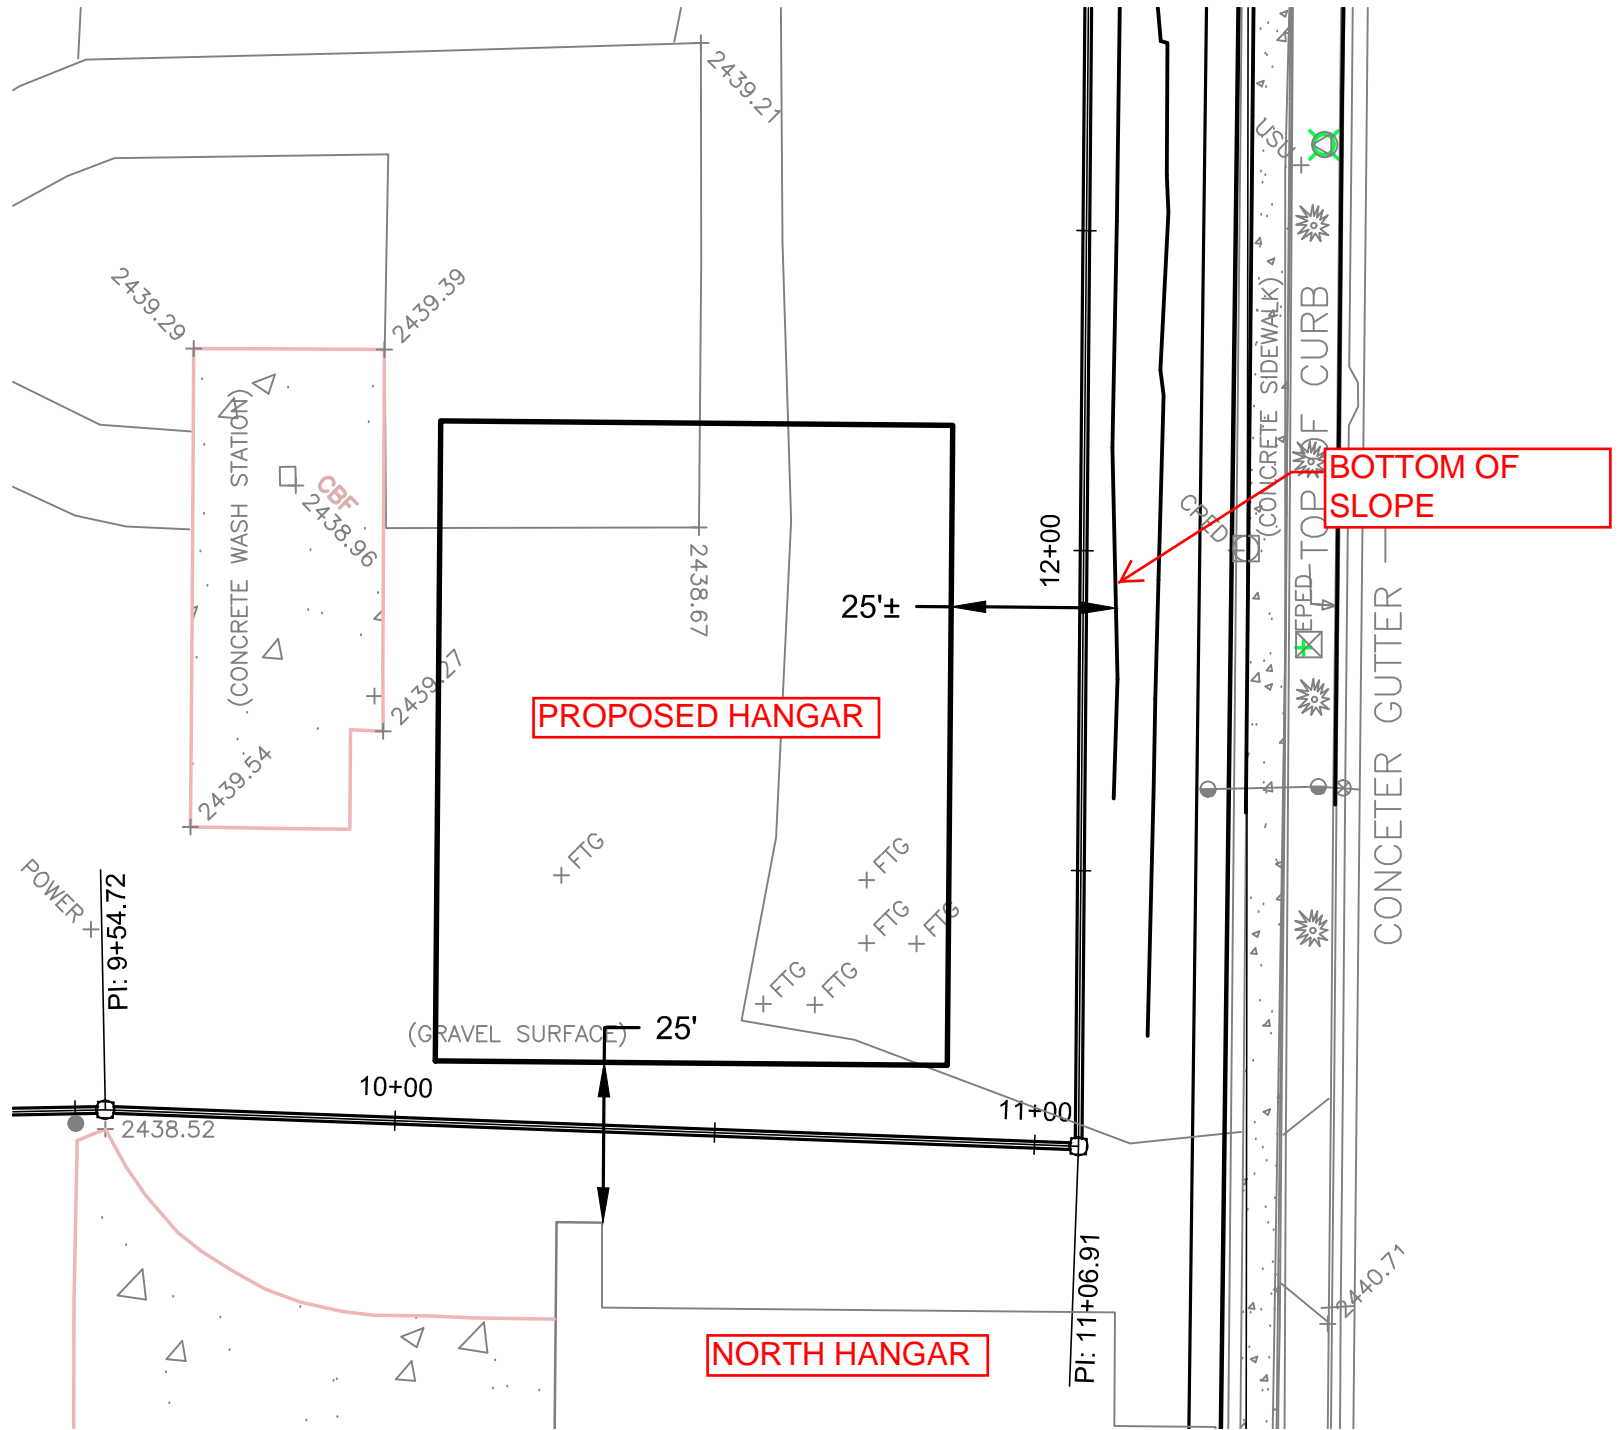 2439.21
USU
2439.29
2439.39
(CONCRETE WASH STATION)
CBF
2438.96
(CONCRETE SIDEWALK)
TOP OF CURB
BOTTOM OF
SLOPE
12+00
2438.67
25'±
EPED
CONCETER GUTTER
2439.27
PROPOSED HANGAR
2439.54
FTG
FTG
FTG
FTG
FTG
FTG
POWER
PI: 9+54.72
(GRAVEL SURFACE)
25'
10+00
11+00
2438.52
PI: 11+06.91
2440.71
NORTH HANGAR